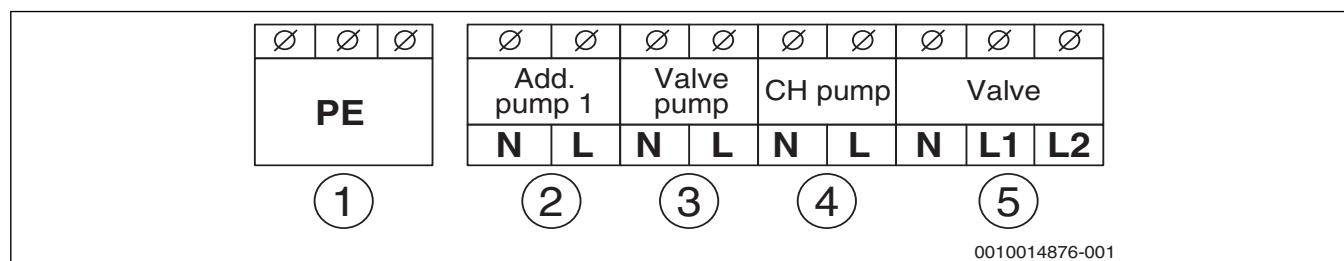 Ø Ø Ø Ø Ø Ø Ø Ø Ø Ø Ø Ø
PE
Add. pump 1
Valve pump
CH pump
Valve
N L N L N L N L1 L2
1 2 3 4 5
0010014876-001